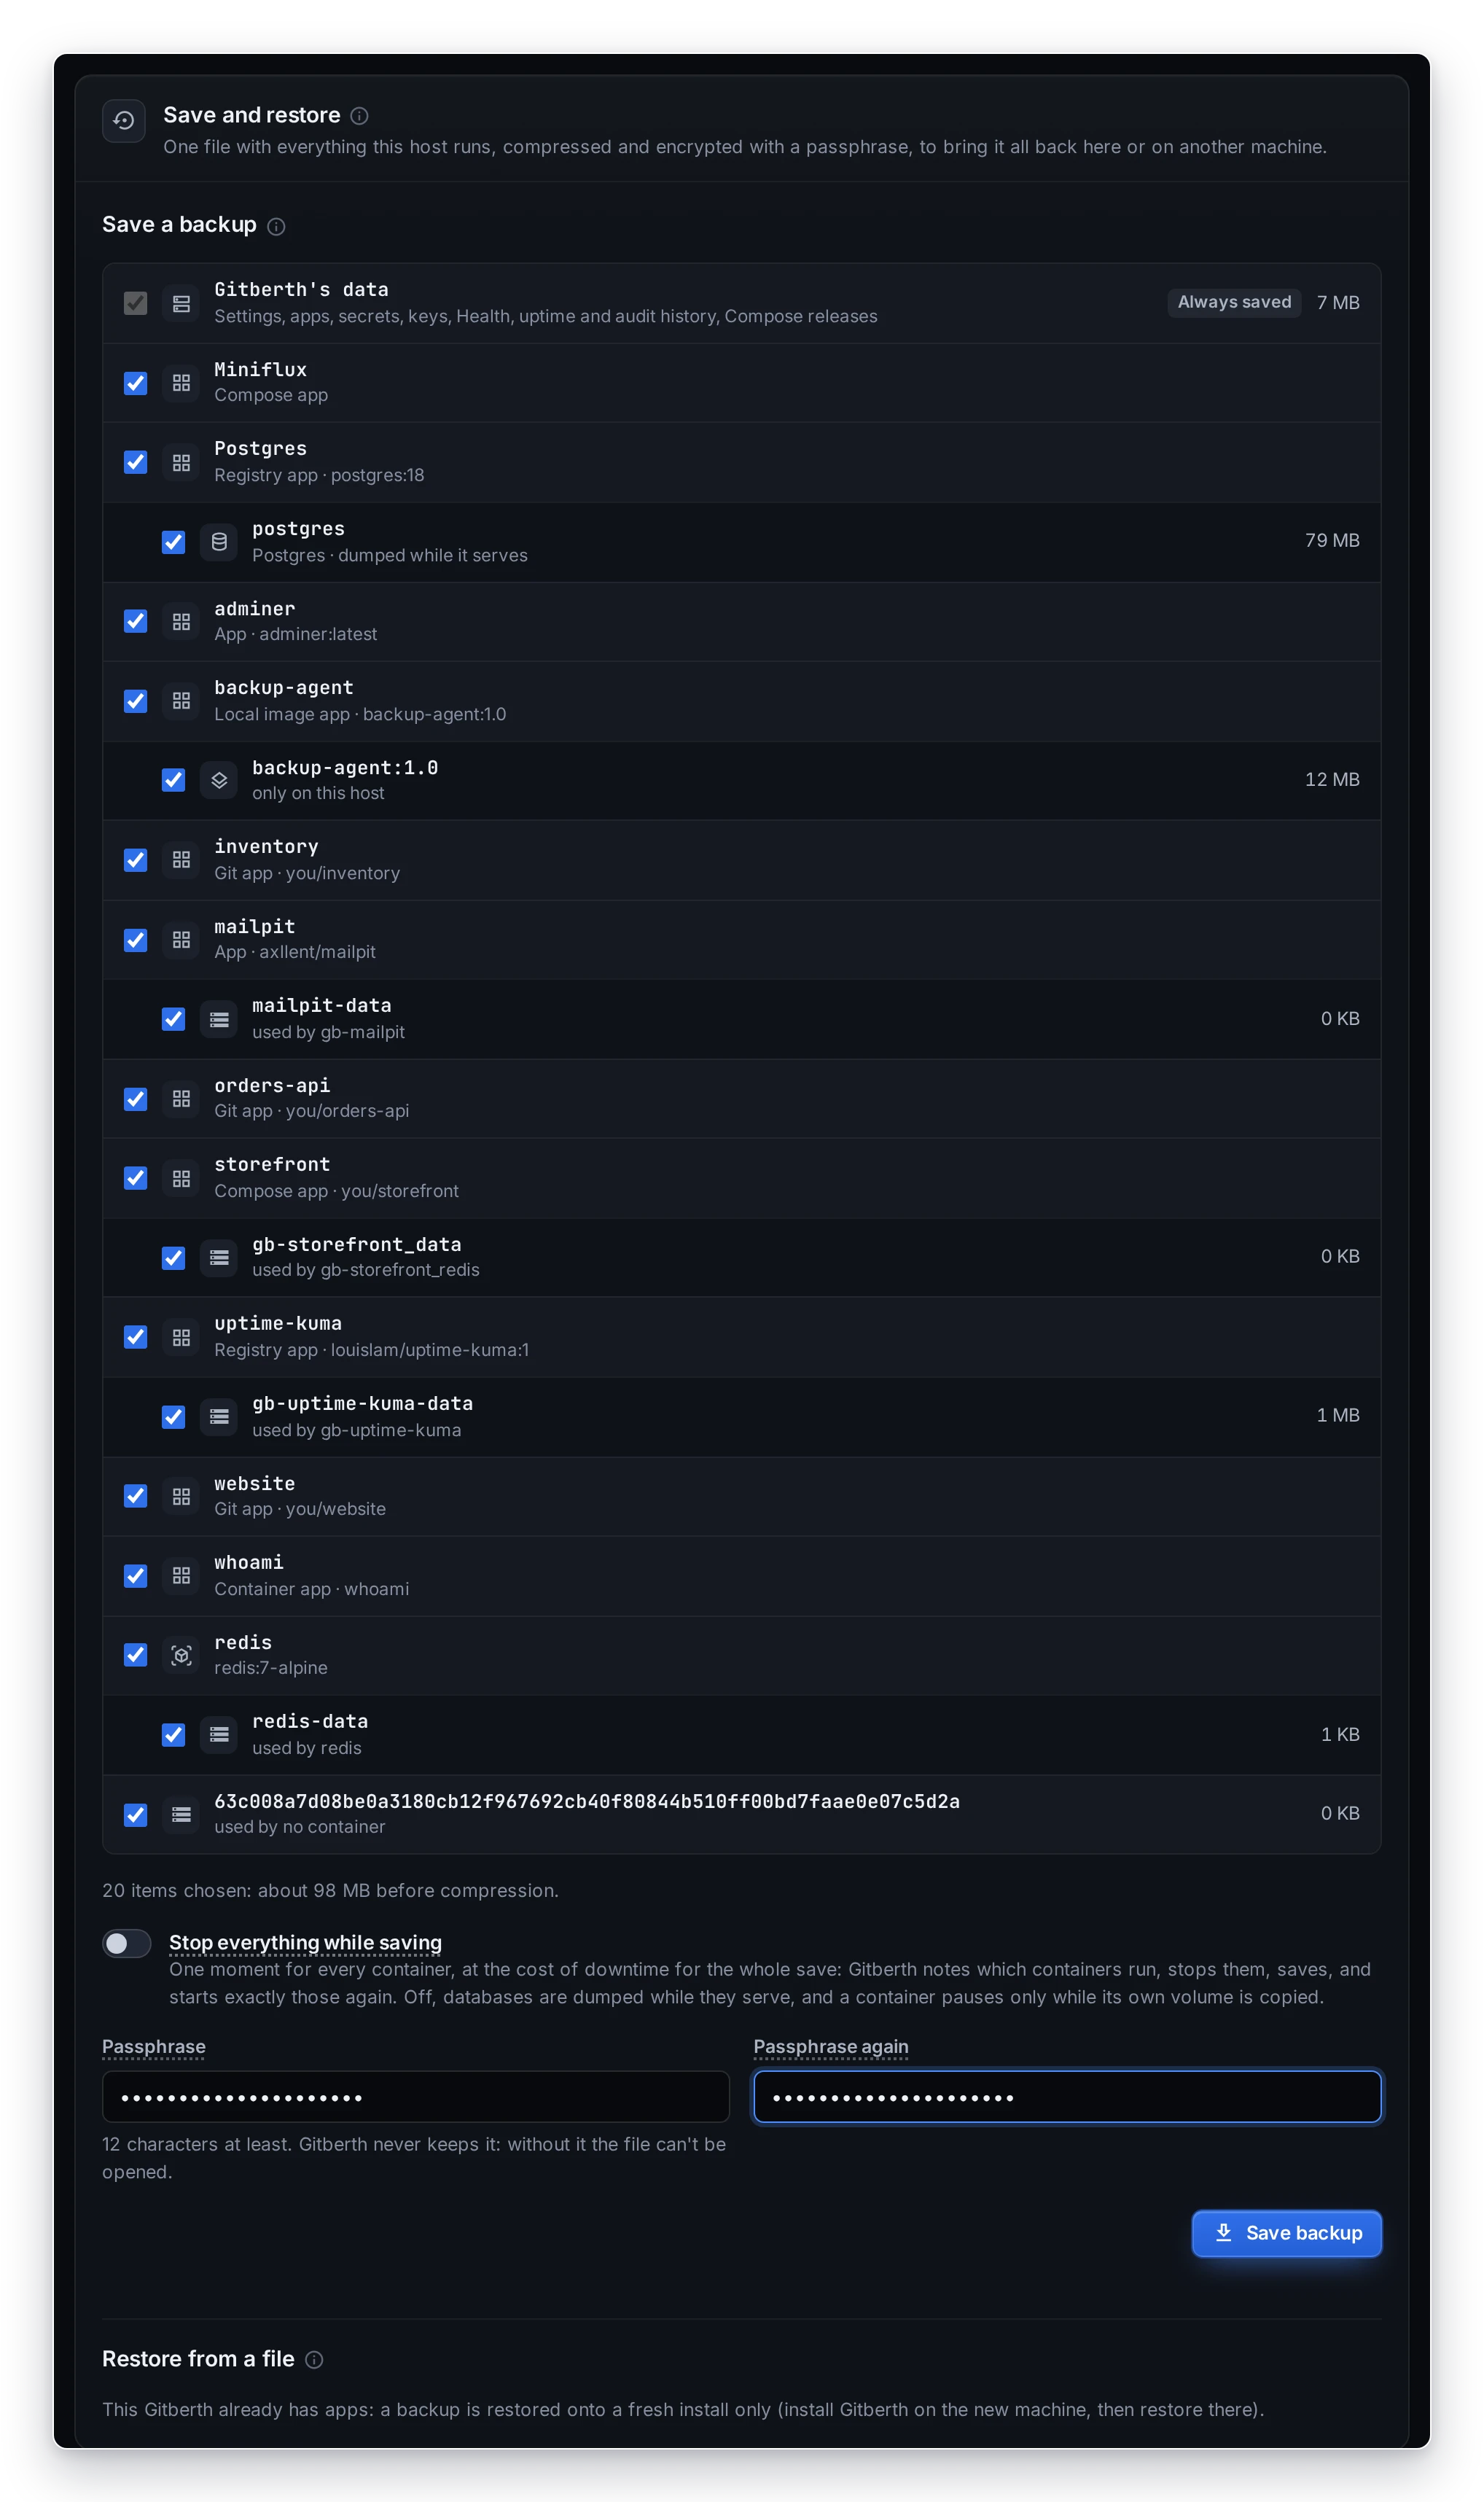 Save and restore
One file with everything this host runs, compressed and encrypted with a passphrase, to bring it all back here or on another machine.
Save a backup
Gitberth's data
Settings, apps, secrets, keys, Health, uptime and audit history, Compose releases
Always saved
7 MB
Miniflux
Compose app
Postgres
Registry app · postgres:18
postgres
Postgres · dumped while it serves
79 MB
adminer
App · adminer:latest
backup-agent
Local image app · backup-agent:1.0
backup-agent:1.0
only on this host
12 MB
inventory
Git app · you/inventory
mailpit
App · axllent/mailpit
mailpit-data
used by gb-mailpit
0 KB
orders-api
Git app · you/orders-api
storefront
Compose app · you/storefront
gb-storefront_data
used by gb-storefront_redis
0 KB
uptime-kuma
Registry app · louislam/uptime-kuma:1
gb-uptime-kuma-data
used by gb-uptime-kuma
1 MB
website
Git app · you/website
whoami
Container app · whoami
redis
redis:7-alpine
redis-data
used by redis
1 KB
63c008a7d08be0a3180cb12f967692cb40f80844b510ff00bd7faae0e07c5d2a
used by no container
0 KB
20 items chosen: about 98 MB before compression.
Stop everything while saving
One moment for every container, at the cost of downtime for the whole save: Gitberth notes which containers run, stops them, saves, and
starts exactly those again. Off, databases are dumped while they serve, and a container pauses only while its own volume is copied.
Passphrase
Passphrase again
•••••••••••••••••••••
•••••••••••••••••••••
12 characters at least. Gitberth never keeps it: without it the file can't be
opened.
Save backup
Restore from a file
This Gitberth already has apps: a backup is restored onto a fresh install only (install Gitberth on the new machine, then restore there).